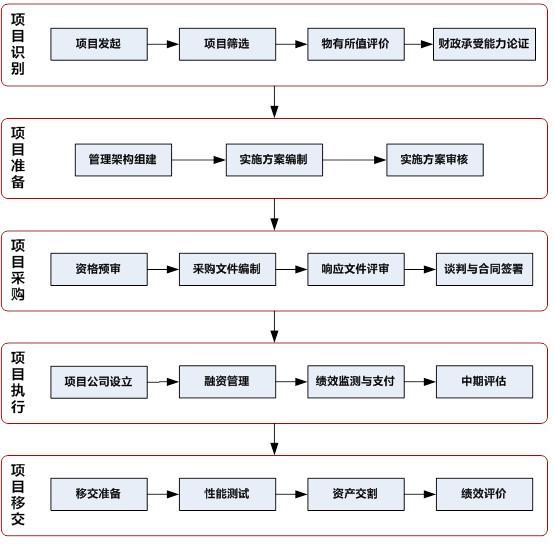 项目识别
项目发起
项目筛选
物有所值评价
财政承受能力论证
项目准备
管理架构组建
实施方案编制
实施方案审核
项目采购
资格预审
采购文件编制
响应文件评审
谈判与合同签署
项目执行
项目公司设立
融资管理
绩效监测与支付
中期评估
项目移交
移交准备
性能测试
资产交割
绩效评价